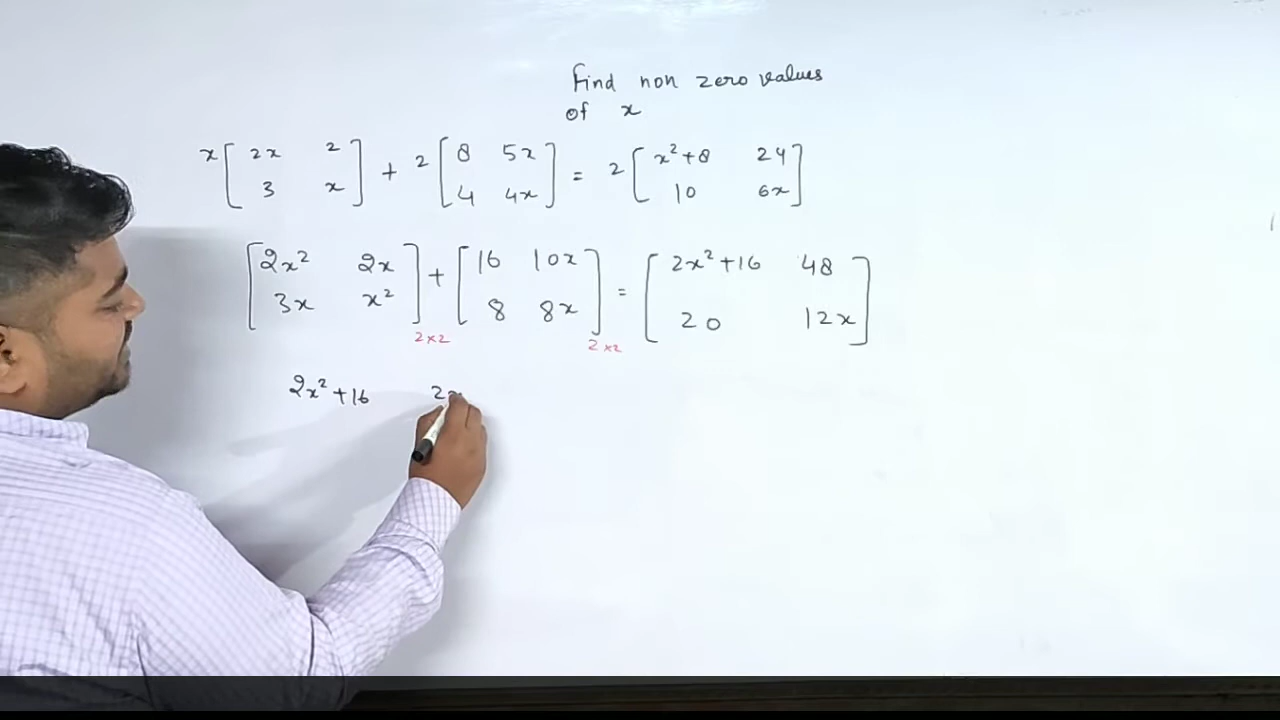 Find non zero values
of x
x [ 2x 2 ] + 2 [ 8 5x ] = 2 [ x²+8 24 ]
[ 3 x ] [ 4 4x ] [ 10 6x ]
[ 2x² 2x ] + [ 16 10x ] = [ 2x²+16 48 ]
[ 3x x² ] [ 8 8x ] [ 20 12x ]
2×2 2×2
2x²+16 2x